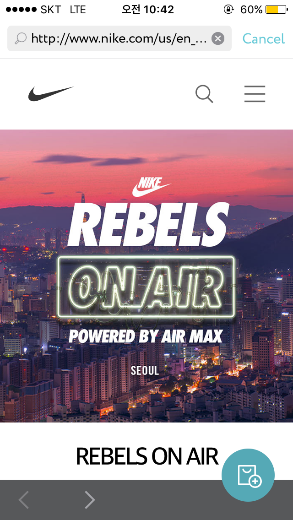 SKT LTE 오전 10:42 60%
http://www.nike.com/us/en_... Cancel
NIKE
REBELS
ON AIR
POWERED BY AIR MAX
SEOUL
REBELS ON AIR